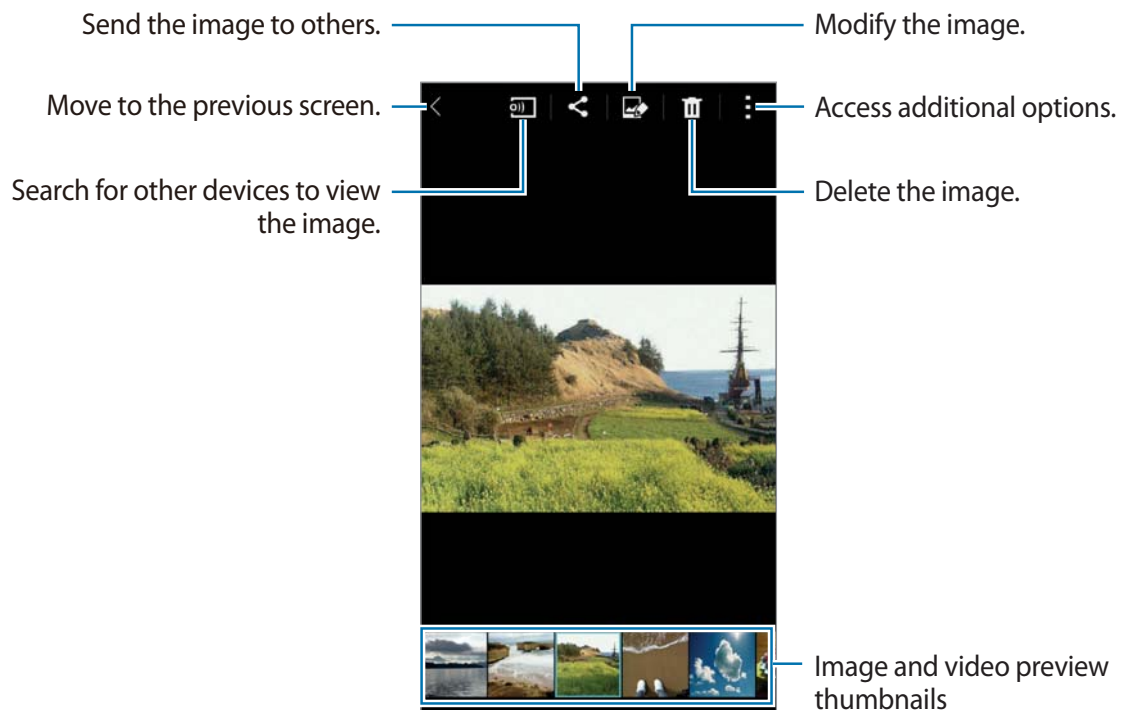 Send the image to others.
Modify the image.
Move to the previous screen.
Access additional options.
Search for other devices to view
the image.
Delete the image.
Image and video preview
thumbnails